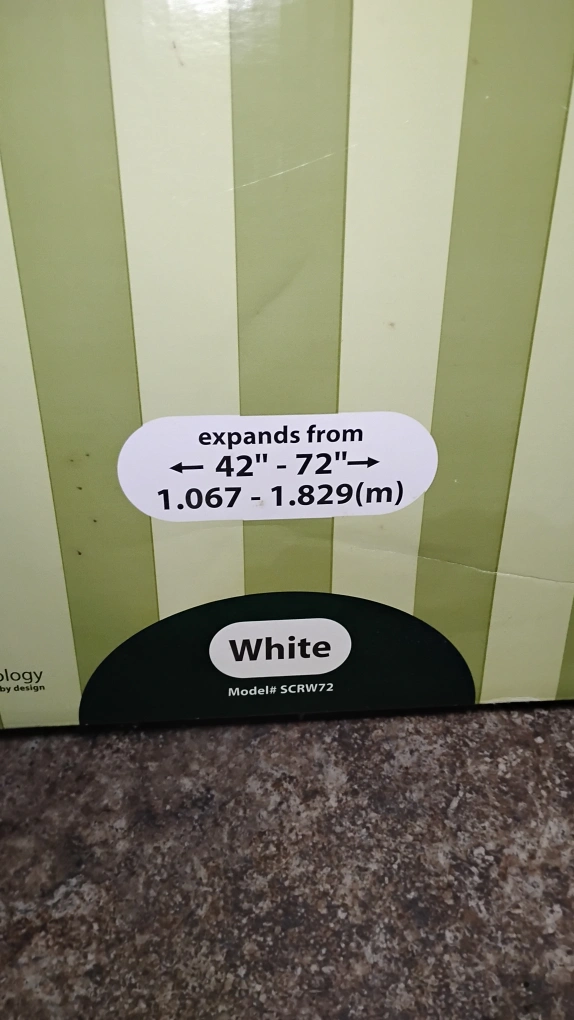 expands from
← 42" - 72"→
1.067 - 1.829(m)
White
Model# SCRW72
ology
by design